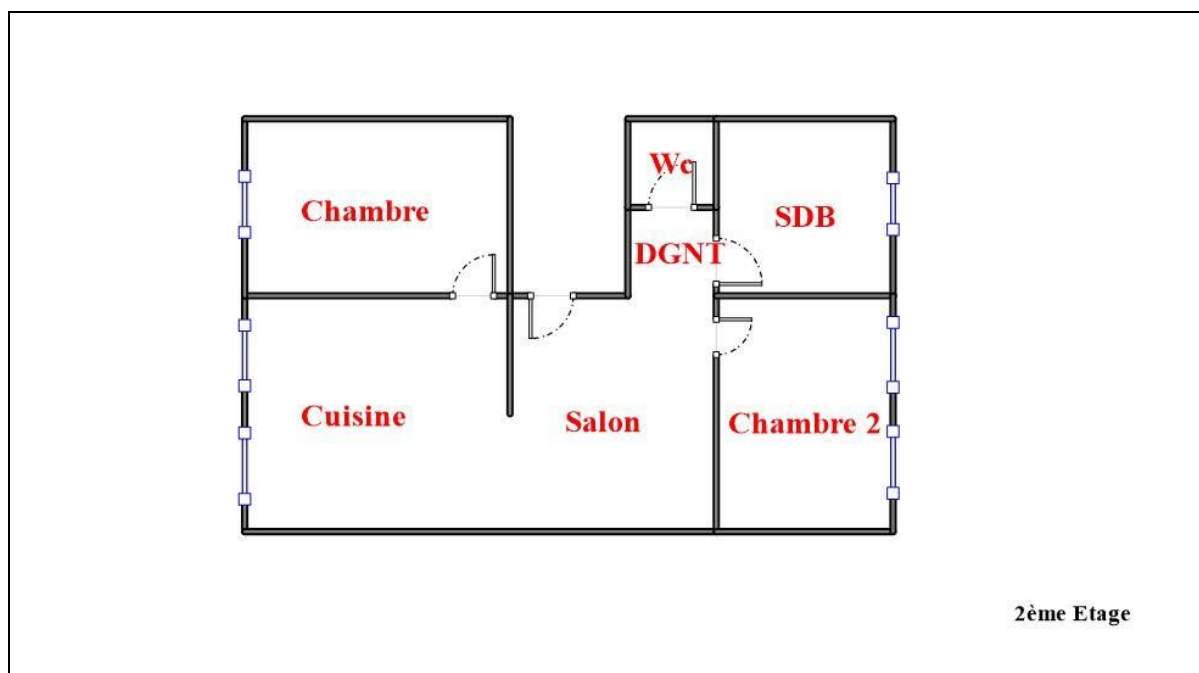 Wc
Chambre
SDB
DGNT
Cuisine
Salon
Chambre 2
2ème Etage